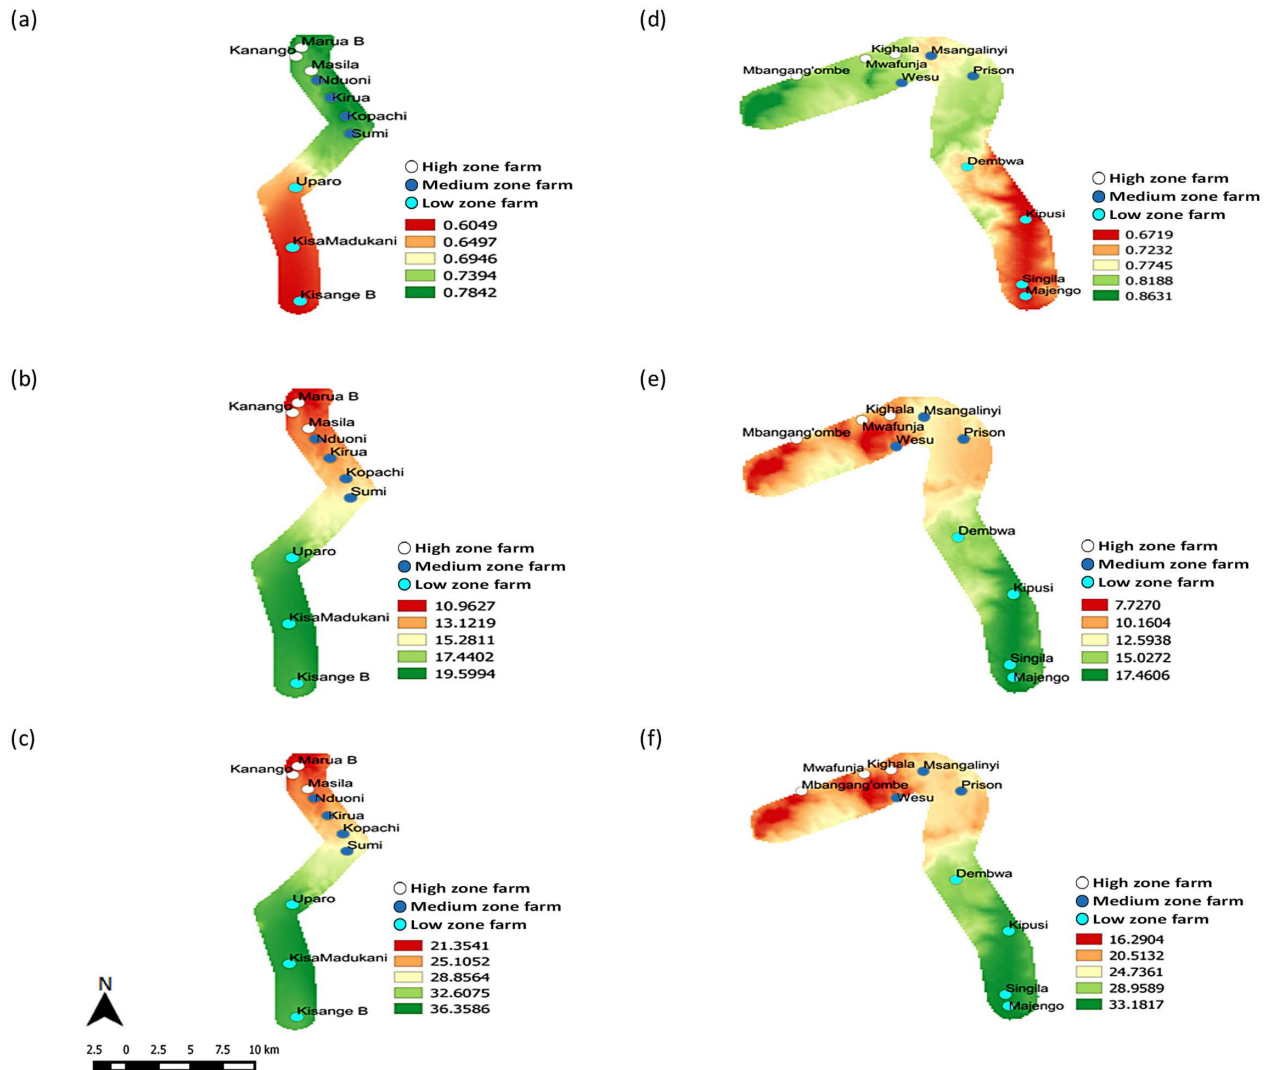 (a)
Marua B
Kanango
Masila
Nduoni
Kirua
Kopachi
Sumi
Uparo
KisaMadukani
Kisange B
High zone farm
Medium zone farm
Low zone farm
0.6049
0.6497
0.6946
0.7394
0.7842
(d)
Kighala
Msangalinyi
Mbangang'ombe
Mwafunja
Wesu
Prison
Dembwa
Kipusi
Singila
Majengo
High zone farm
Medium zone farm
Low zone farm
0.6719
0.7232
0.7745
0.8188
0.8631
(b)
Marua B
Kanango
Masila
Nduoni
Kirua
Kopachi
Sumi
Uparo
KisaMadukani
Kisange B
High zone farm
Medium zone farm
Low zone farm
10.9627
13.1219
15.2811
17.4402
19.5994
(e)
Kighala
Msangalinyi
Mbangang'ombe
Mwafunja
Wesu
Prison
Dembwa
Kipusi
Singila
Majengo
High zone farm
Medium zone farm
Low zone farm
7.7270
10.1604
12.5938
15.0272
17.4606
(c)
Marua B
Kanango
Masila
Nduoni
Kirua
Kopachi
Sumi
Uparo
KisaMadukani
Kisange B
High zone farm
Medium zone farm
Low zone farm
21.3541
25.1052
28.8564
32.6075
36.3586
N
2.5 0 2.5 5 7.5 10 km
(f)
Mwafunja
Kighala
Msangalinyi
Mbangang'ombe
Wesu
Prison
Dembwa
Kipusi
Singila
Majengo
High zone farm
Medium zone farm
Low zone farm
16.2904
20.5132
24.7361
28.9589
33.1817